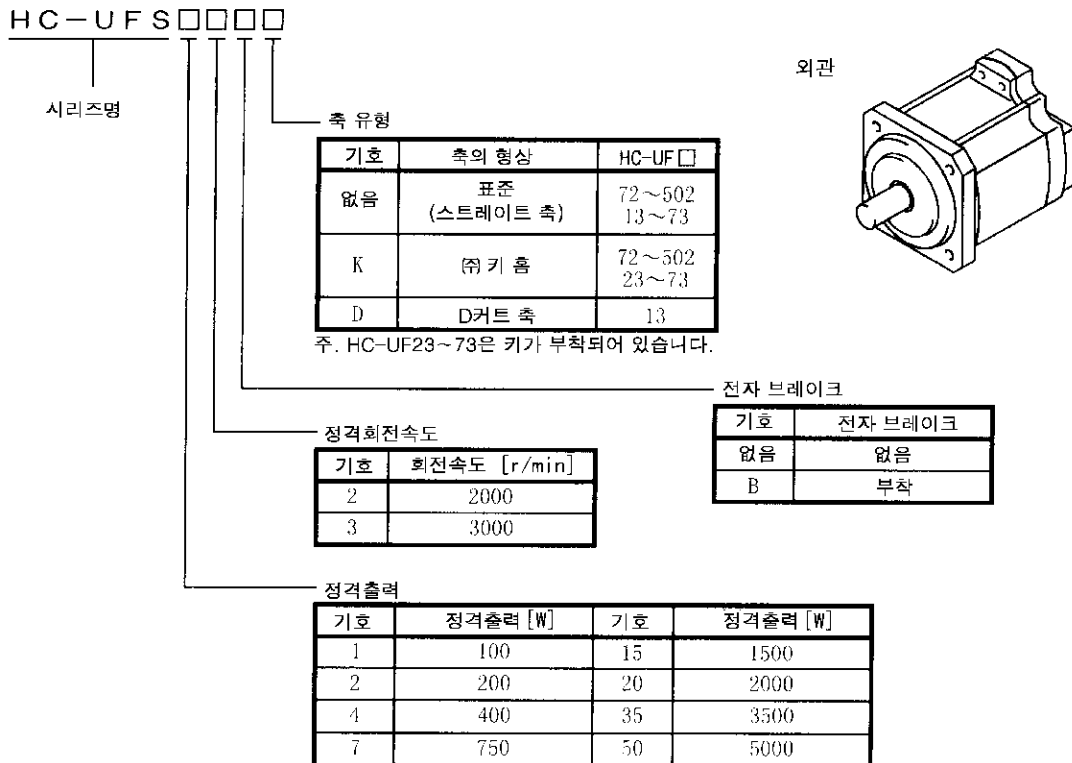 HC-UFS□□□□
시리즈명
외관
축 유형
기호 축의 형상 HC-UF□
없음 표준 (스트레이트 축) 72~502 13~73
K ㈜키 홈 72~502 23~73
D D커트 축 13
주. HC-UF23~73은 키가 부착되어 있습니다.
전자 브레이크
기호 전자 브레이크
없음 없음
B 부착
정격회전속도
기호 회전속도 [r/min]
2 2000
3 3000
정격출력
기호 정격출력[W] 기호 정격출력[W]
1 100 15 1500
2 200 20 2000
4 400 35 3500
7 750 50 5000